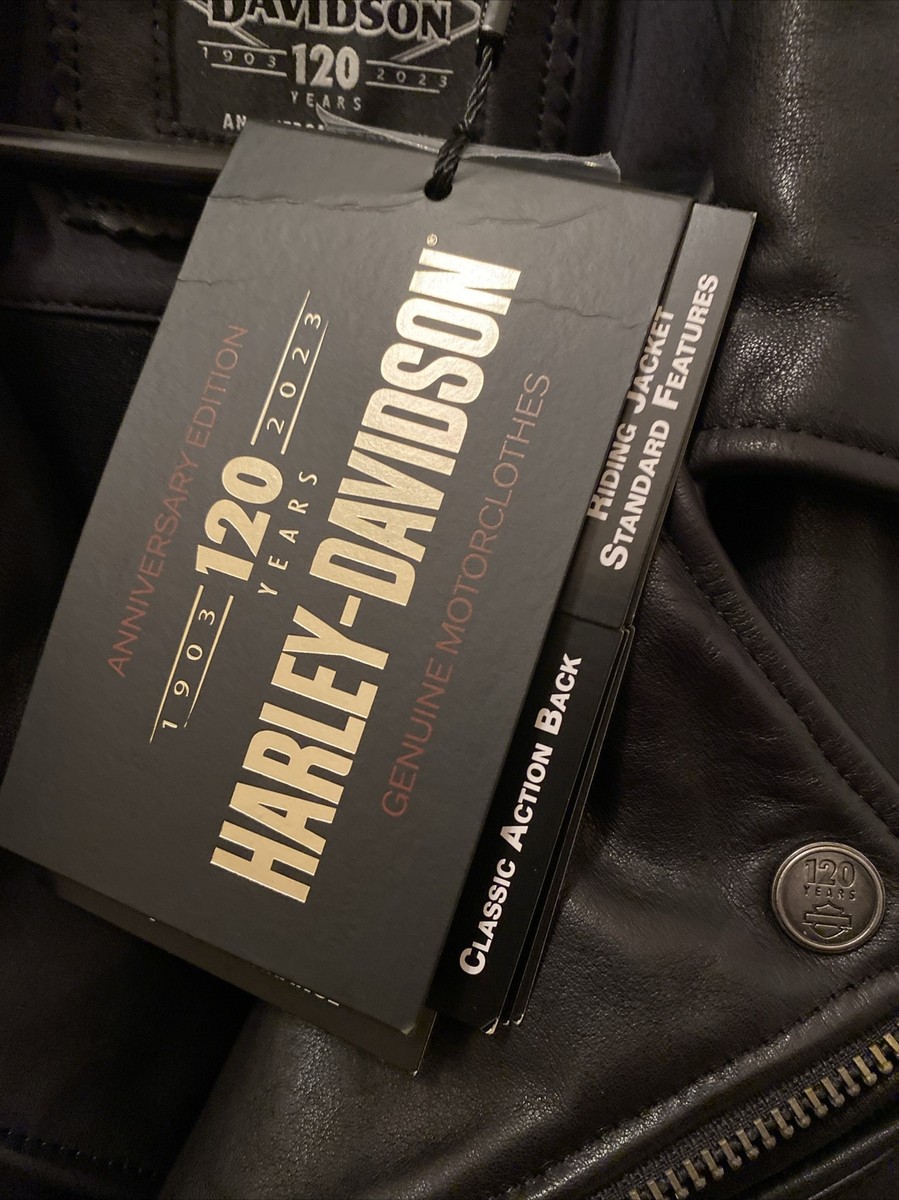 DAVIDSON
1903 120 2023
YEARS
ANNIVERSARY EDITION
1903 120 2023
YEARS
HARLEY-DAVIDSON®
GENUINE MOTORCLOTHES
RIDING JACKET
STANDARD FEATURES
CLASSIC ACTION BACK
120
YEARS